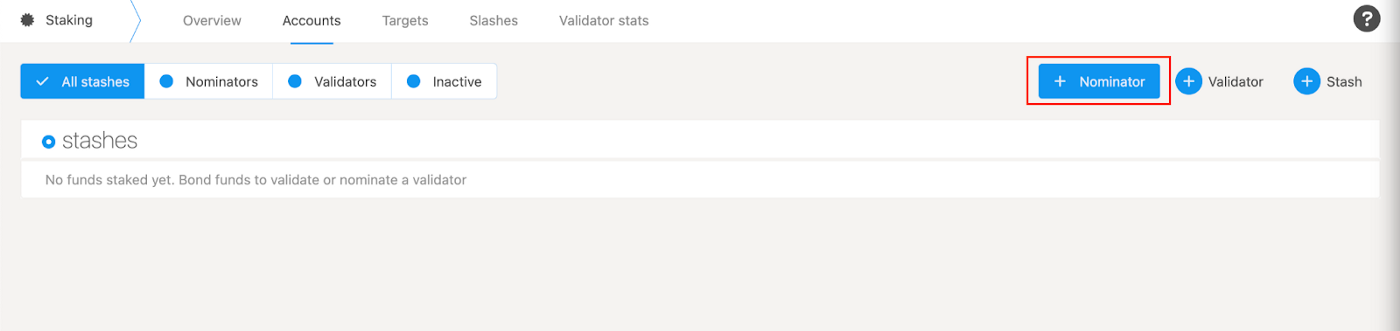 Staking Overview Accounts Targets Slashes Validator stats ?
All stashes Nominators Validators Inactive + Nominator + Validator + Stash
stashes
No funds staked yet. Bond funds to validate or nominate a validator